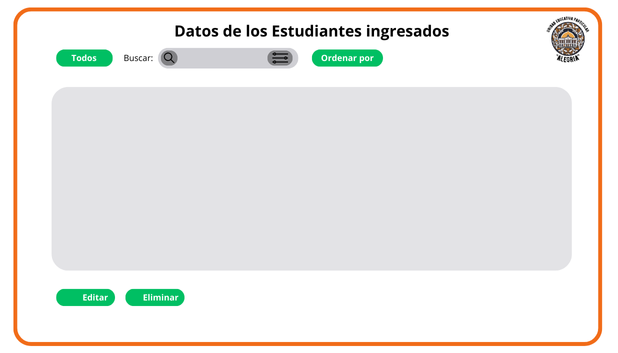 Datos de los Estudiantes ingresados
UNIDAD EDUCATIVA PARTICULAR
"ALEGRIA"
Todos
Buscar:
Ordenar por
Editar
Eliminar